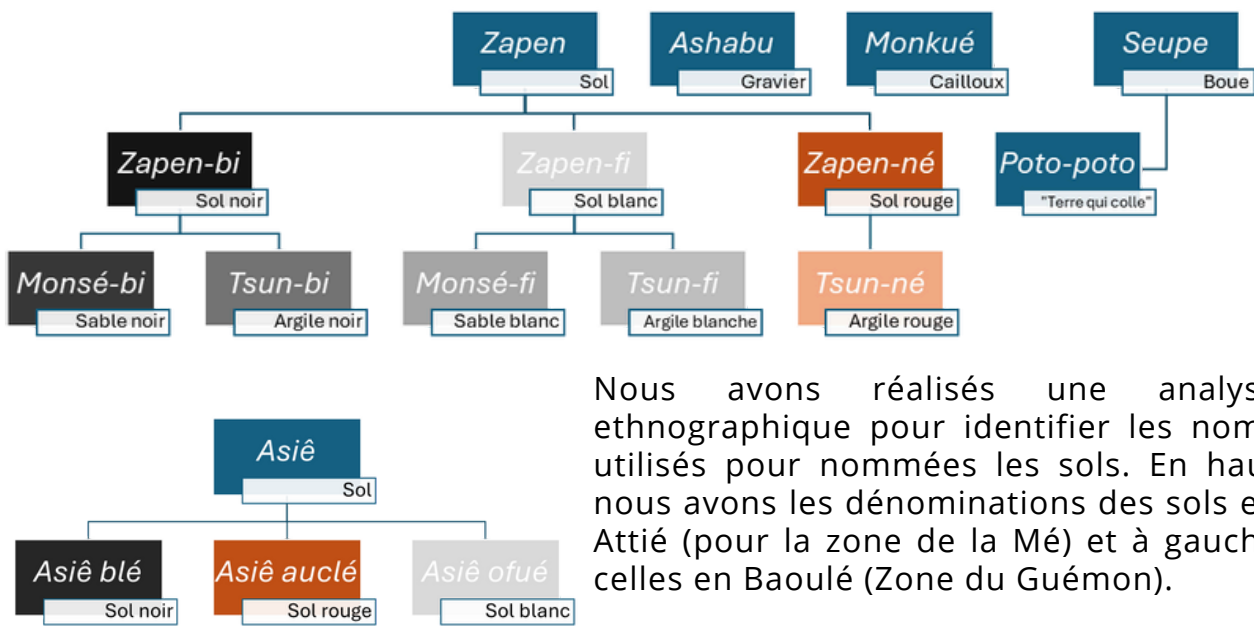 Zapen
Sol
Ashabu
Gravier
Monkué
Cailloux
Seupe
Boue
Zapen-bi
Sol noir
Zapen-fi
Sol blanc
Zapen-né
Sol rouge
Poto-poto
"Terre qui colle"
Monsé-bi
Sable noir
Tsun-bi
Argile noir
Monsé-fi
Sable blanc
Tsun-fi
Argile blanche
Tsun-né
Argile rouge
Asiê
Sol
Asiê blé
Sol noir
Asiê auclé
Sol rouge
Asiê ofué
Sol blanc
Nous avons réalisés une analys
ethnographique pour identifier les nom
utilisés pour nommées les sols. En hau
nous avons les dénominations des sols e
Attié (pour la zone de la Mé) et à gauch
celles en Baoulé (Zone du Guémon).